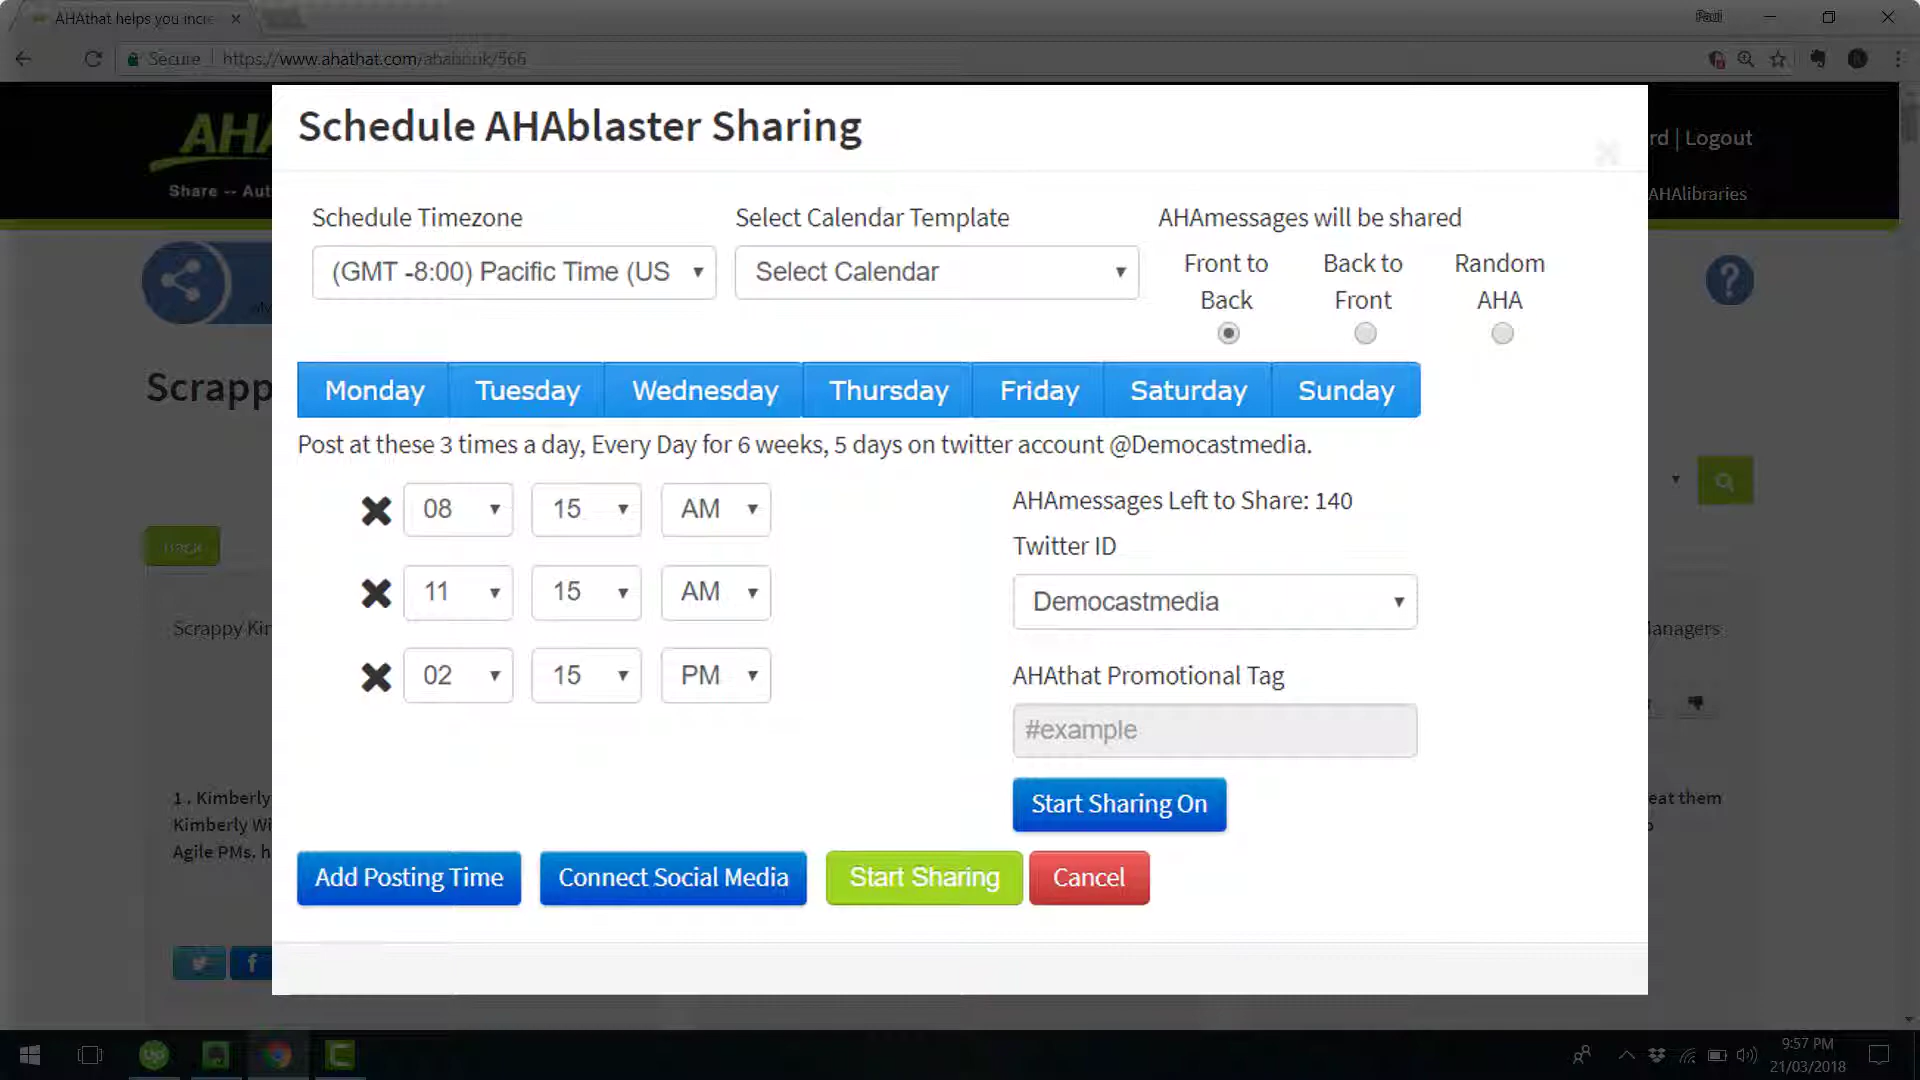 AHAthat helps you incre
Paul
Secure
https://www.ahathat.com/ahabook/566
AHA
Share -- Aut
rd | Logout
AHAlibraries
Schedule AHAblaster Sharing
Schedule Timezone
Select Calendar Template
AHAmessages will be shared
(GMT -8:00) Pacific Time (US
Select Calendar
Front to Back
Back to Front
Random AHA
Scrapp
Monday
Tuesday
Wednesday
Thursday
Friday
Saturday
Sunday
Post at these 3 times a day, Every Day for 6 weeks, 5 days on twitter account @Democastmedia.
08 15 AM
11 15 AM
02 15 PM
AHAmessages Left to Share: 140
Twitter ID
Democastmedia
AHAthat Promotional Tag
#example
Start Sharing On
Add Posting Time
Connect Social Media
Start Sharing
Cancel
Back
Scrappy Kim
lanagers
1 . Kimberly
eat them
Kimberly Wi
Agile PMs. h
9:57 PM
21/03/2018